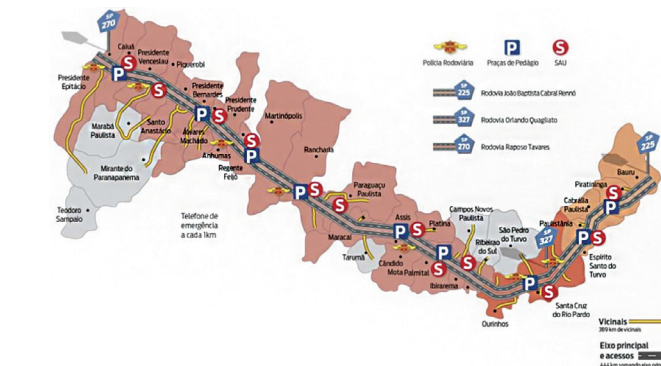 SP
270
Caiuá
Presidente
Venceslau
Piquerobi
Presidente
Epitácio
Presidente
Bernardes
Presidente
Prudente
Martinópolis
Marabá
Paulista
Santo
Anastácio
Álvares
Machado
Anhumas
Regente
Feijó
Rancharia
Mirante do
Paranapanema
Teodoro
Sampaio
Telefone de
emergência
a cada 1km
Paraguaçu
Paulista
Maracaí
Assis
Platina
Tarumã
Cândido
Mota
Palmital
Ibirarema
Campos Novos
Paulista
Ribeirão
do Sul
São Pedro
do Turvo
Ourinhos
Santa Cruz
do Rio Pardo
Espírito
Santo do
Turvo
Paulistânia
SP
327
Cabrália
Paulista
Piratininga
Bauru
SP
225
P
S
Polícia Rodoviária
Praças de Pedágio
SAU
SP
225
Rodovia João Baptista Cabral Rennó
SP
327
Rodovia Orlando Quagliato
SP
270
Rodovia Raposo Tavares
Vicinais
389 km de vicinais
Eixo principal
e acessos
444 km somando eixo